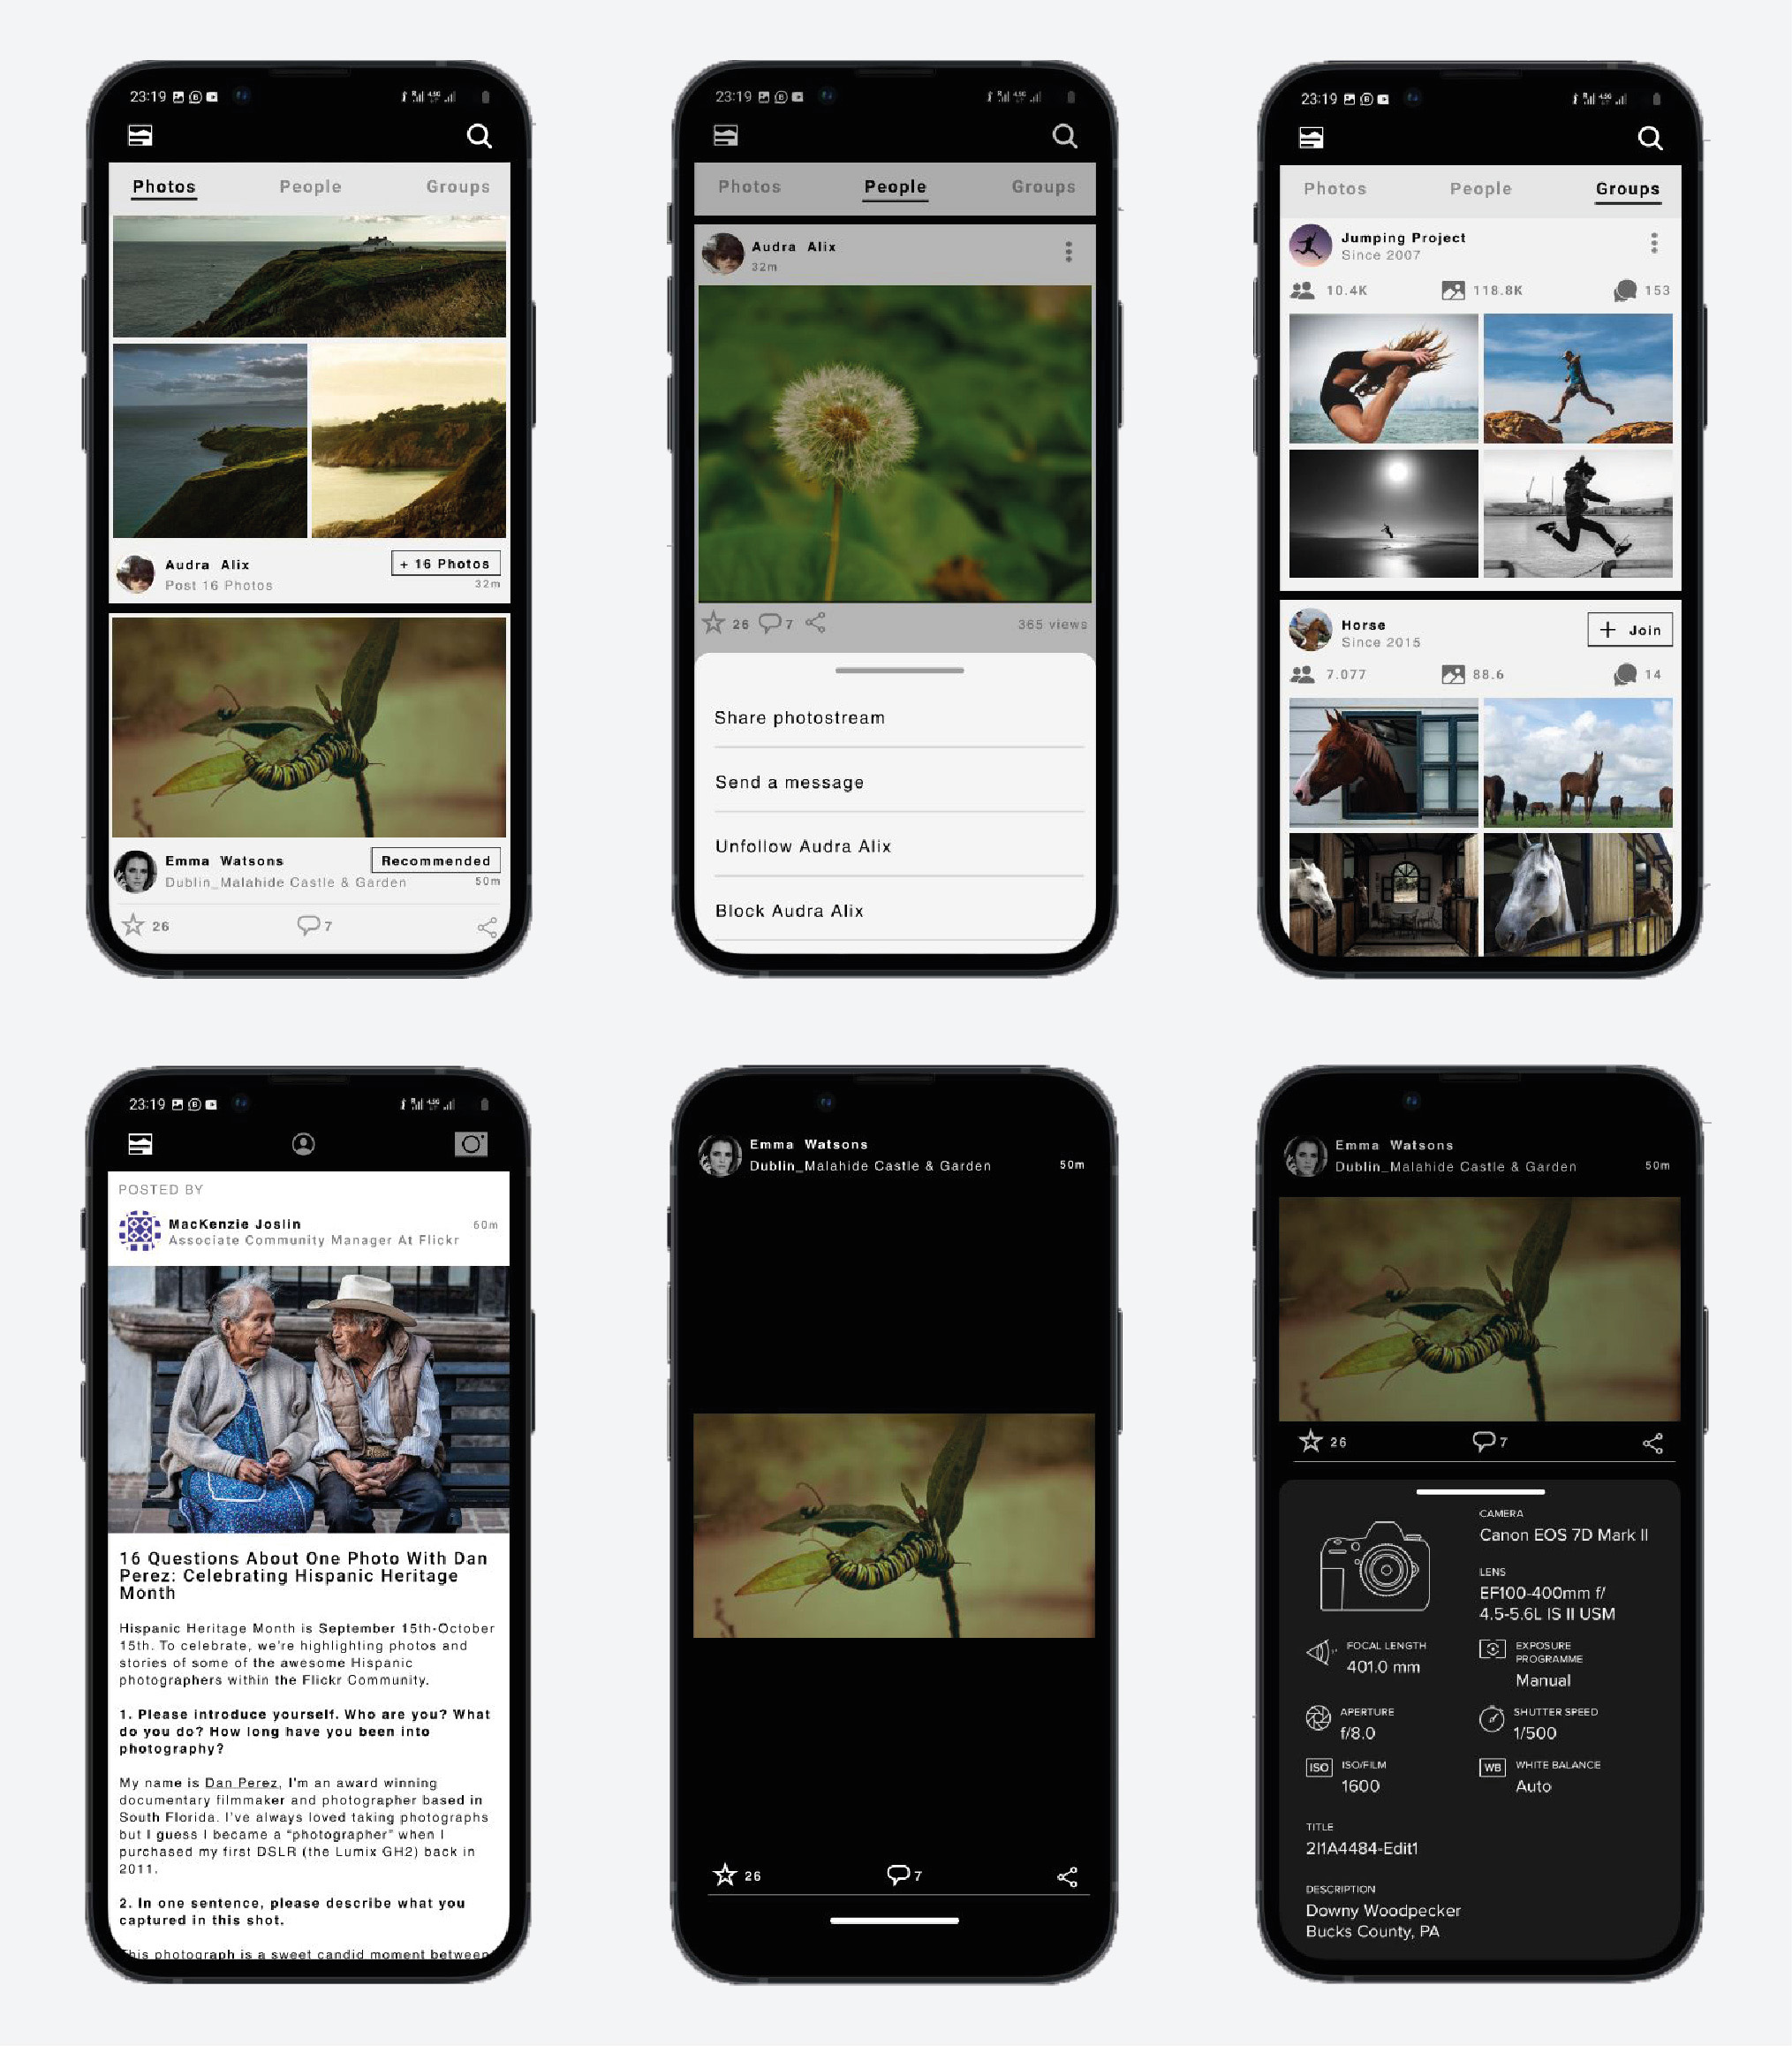 23:19
Photos People Groups
Audra Alix
+ 16 Photos
Post 16 Photos
32m
Emma Watsons
Recommended
Dublin_Malahide Castle & Garden
50m
26
7
23:19
Photos People Groups
Audra Alix
32m
26
7
365 views
Share photostream
Send a message
Unfollow Audra Alix
Block Audra Alix
23:19
Photos People Groups
Jumping Project
Since 2007
10.4K
118.8K
153
Horse
Since 2015
+ Join
7.077
88.6
14
23:19
POSTED BY
MacKenzie Joslin
60m
Associate Community Manager At Flickr
16 Questions About One Photo With Dan
Perez: Celebrating Hispanic Heritage
Month
Hispanic Heritage Month is September 15th-October
15th. To celebrate, we're highlighting photos and
stories of some of the awesome Hispanic
photographers within the Flickr Community.
1. Please introduce yourself. Who are you? What
do you do? How long have you been into
photography?
My name is Dan Perez, I'm an award winning
documentary filmmaker and photographer based in
South Florida. I've always loved taking photographs
but I guess I became a “photographer” when I
purchased my first DSLR (the Lumix GH2) back in
2011.
2. In one sentence, please describe what you
captured in this shot.
This photograph is a sweet candid moment between
Emma Watsons
Dublin_Malahide Castle & Garden
50m
26
7
Emma Watsons
Dublin_Malahide Castle & Garden
50m
26
7
CAMERA
Canon EOS 7D Mark II
LENS
EF100-400mm f/
4.5-5.6L IS II USM
FOCAL LENGTH
401.0 mm
EXPOSURE
PROGRAMME
Manual
APERTURE
f/8.0
SHUTTER SPEED
1/500
ISO
ISO/FILM
1600
WB
WHITE BALANCE
Auto
TITLE
2I1A4484-Edit1
DESCRIPTION
Downy Woodpecker
Bucks County, PA